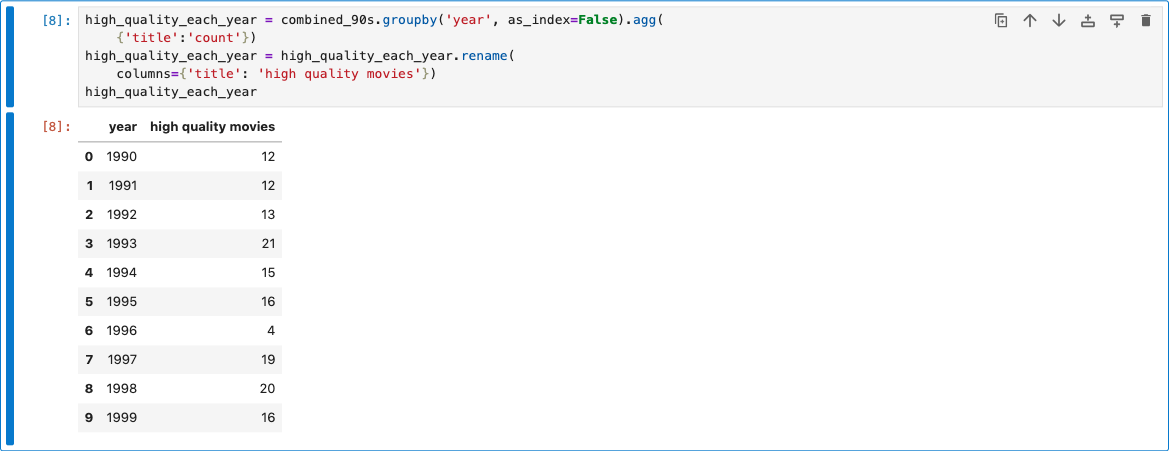 [8]: high_quality_each_year = combined_90s.groupby('year', as_index=False).agg(
{'title':'count'})
high_quality_each_year = high_quality_each_year.rename(
columns={'title': 'high quality movies'})
high_quality_each_year
[8]: year high quality movies
0 1990 12
1 1991 12
2 1992 13
3 1993 21
4 1994 15
5 1995 16
6 1996 4
7 1997 19
8 1998 20
9 1999 16